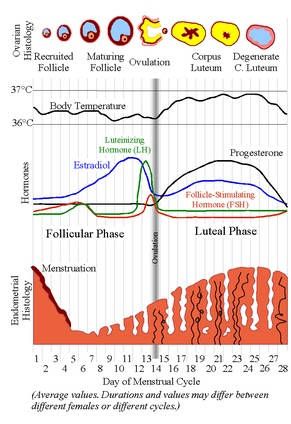 Ovarian
Histology
Recruited
Follicle
Maturing
Follicle
Ovulation
Corpus
Luteum
Degenerate
C. Luteum
37°C
Body Temperature
36°C
Hormones
Luteinizing
Hormone (LH)
Estradiol
Progesterone
Follicle-Stimulating
Hormone (FSH)
Follicular Phase
Ovulation
Luteal Phase
Endometrial
Histology
Menstruation
1 3 5 7 9 11 13 15 17 19 21 23 25 27
2 4 6 8 10 12 14 16 18 20 22 24 26 28
Day of Menstrual Cycle
(Average values. Durations and values may differ between
different females or different cycles.)